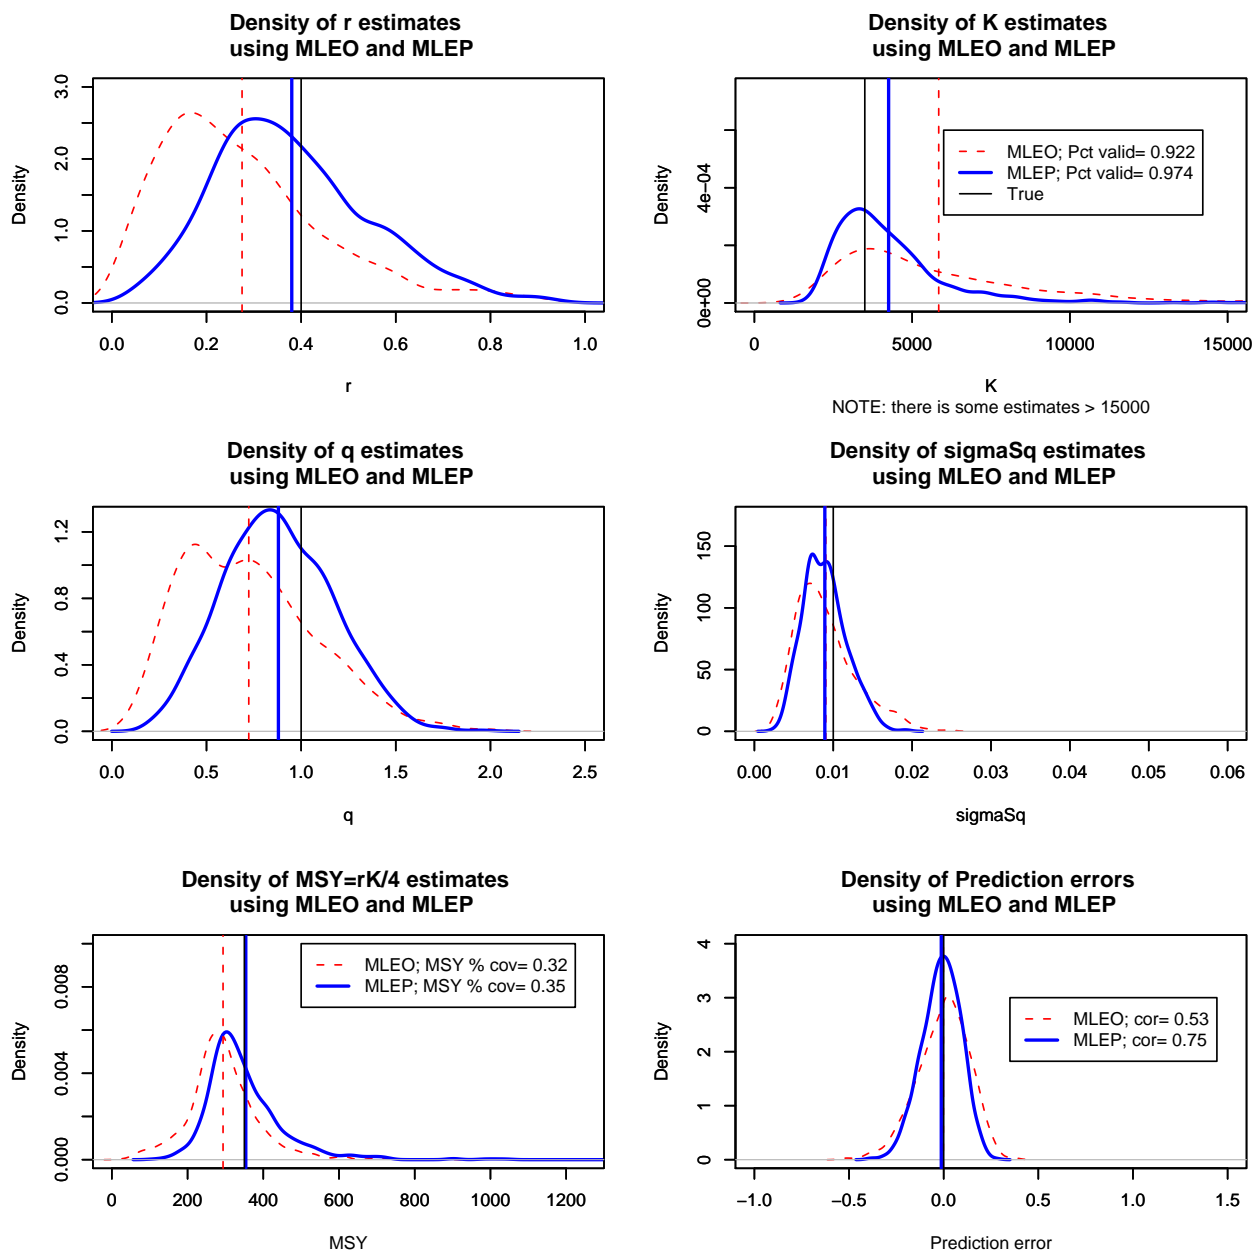 Density of r estimates
using MLEO and MLEP
Density
0.0 1.0 2.0 3.0
0.0 0.2 0.4 0.6 0.8 1.0
r
Density of K estimates
using MLEO and MLEP
Density
0e+00 4e-04
MLEO; Pct valid= 0.922
MLEP; Pct valid= 0.974
True
0 5000 10000 15000
K
NOTE: there is some estimates > 15000
Density of q estimates
using MLEO and MLEP
Density
0.0 0.4 0.8 1.2
0.0 0.5 1.0 1.5 2.0 2.5
q
Density of sigmaSq estimates
using MLEO and MLEP
Density
0 50 100 150
0.00 0.01 0.02 0.03 0.04 0.05 0.06
sigmaSq
Density of MSY=rK/4 estimates
using MLEO and MLEP
Density
0.000 0.004 0.008
MLEO; MSY % cov= 0.32
MLEP; MSY % cov= 0.35
0 200 400 600 800 1000 1200
MSY
Density of Prediction errors
using MLEO and MLEP
Density
0 1 2 3 4
MLEO; cor= 0.53
MLEP; cor= 0.75
−1.0 −0.5 0.0 0.5 1.0 1.5
Prediction error